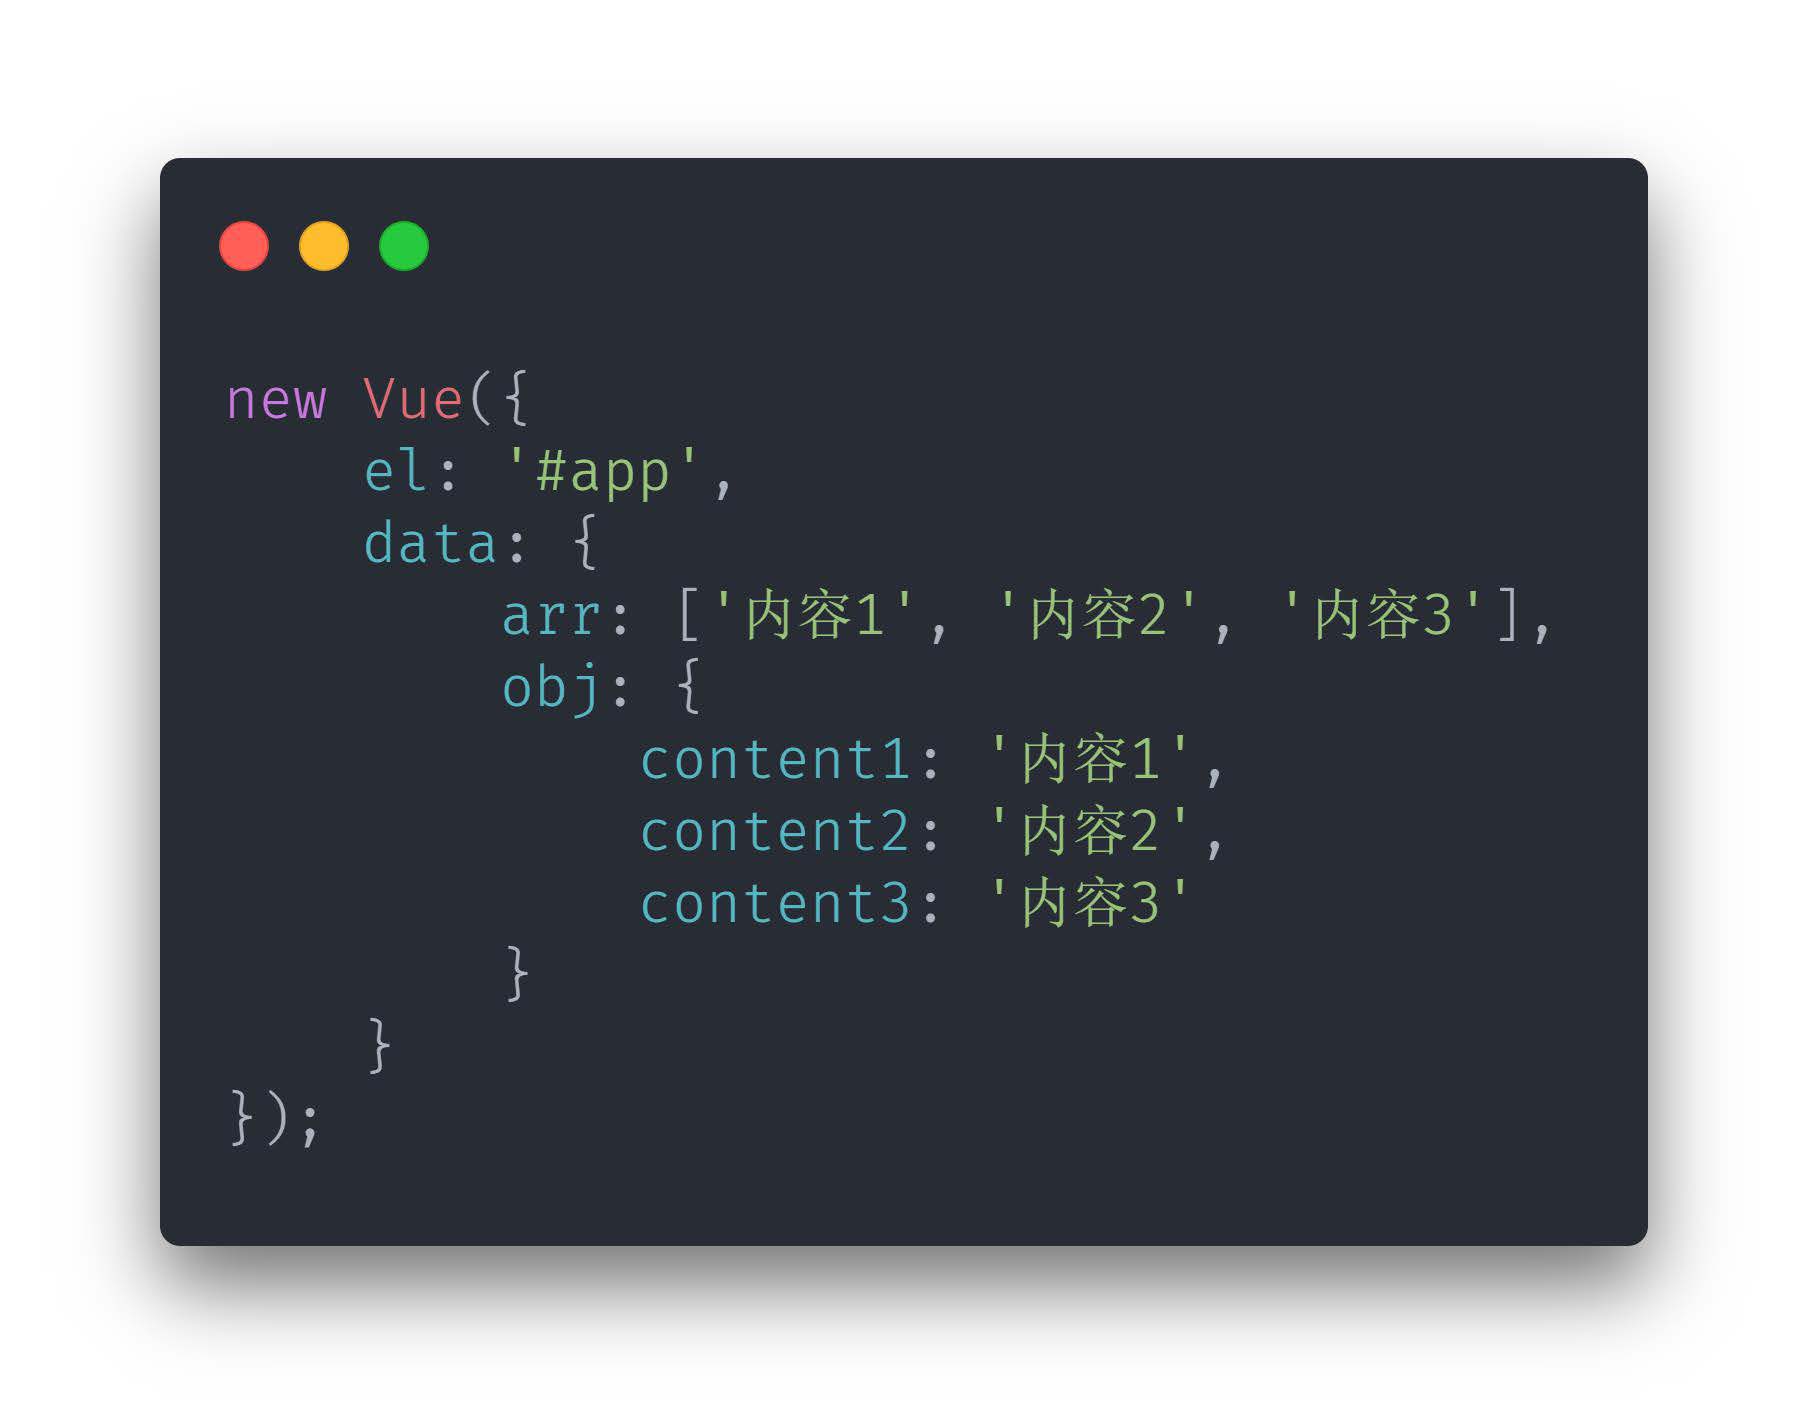 new Vue({
    el: '#app',
    data: {
        arr: ['内容1', '内容2', '内容3'],
        obj: {
            content1: '内容1',
            content2: '内容2',
            content3: '内容3'
        }
    }
});